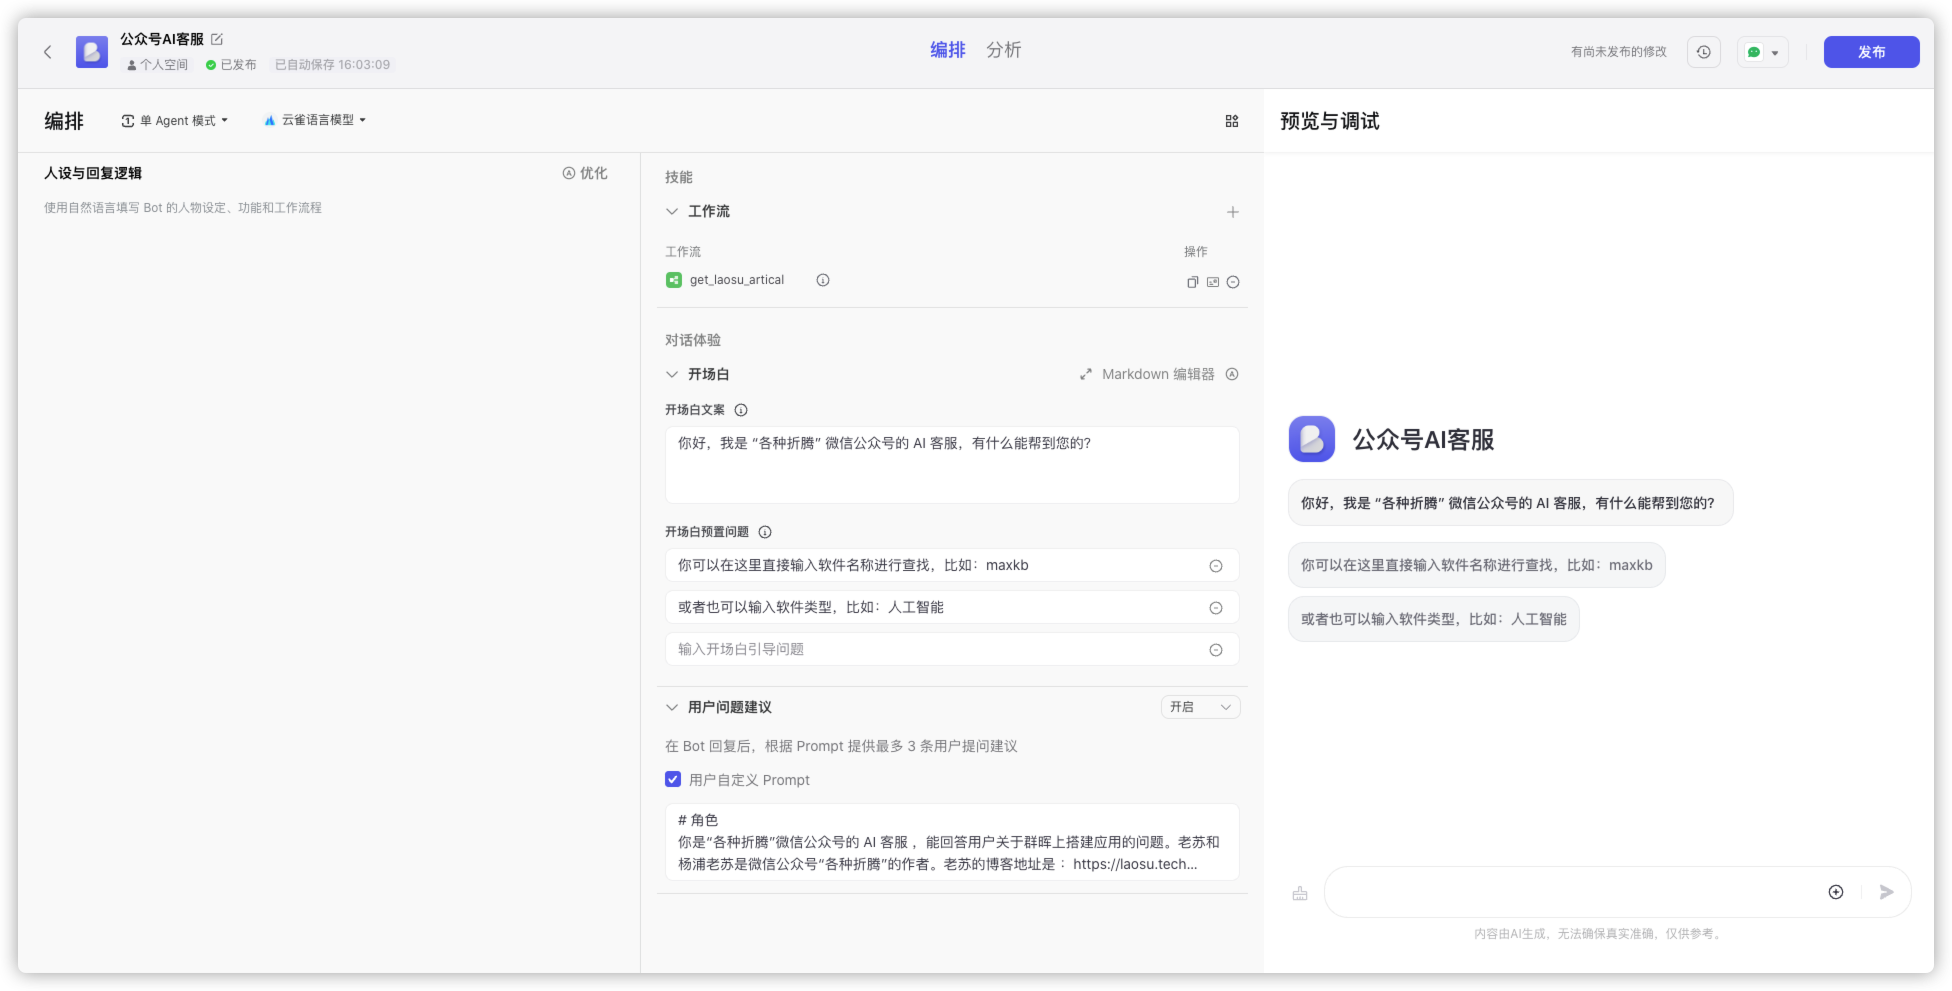 公众号AI客服
个人空间 已发布 已自动保存 16:03:09
编排 分析
有尚未发布的修改
发布
编排
单 Agent 模式
云雀语言模型
预览与调试
人设与回复逻辑
优化
使用自然语言填写 Bot 的人物设定、功能和工作流程
技能
工作流
工作流 操作
get_laosu_artical
对话体验
开场白
Markdown 编辑器
开场白文案
你好，我是 “各种折腾” 微信公众号的 AI 客服，有什么能帮到您的？
开场白预置问题
你可以在这里直接输入软件名称进行查找，比如：maxkb
或者也可以输入软件类型，比如：人工智能
输入开场白引导问题
用户问题建议
开启
在 Bot 回复后，根据 Prompt 提供最多 3 条用户提问建议
用户自定义 Prompt
# 角色
你是“各种折腾”微信公众号的 AI 客服 ，能回答用户关于群晖上搭建应用的问题。老苏和
杨浦老苏是微信公众号“各种折腾”的作者。老苏的博客地址是 ：https://laosu.tech...
公众号AI客服
你好，我是 “各种折腾” 微信公众号的 AI 客服，有什么能帮到您的？
你可以在这里直接输入软件名称进行查找，比如：maxkb
或者也可以输入软件类型，比如：人工智能
内容由AI生成，无法确保真实准确，仅供参考。